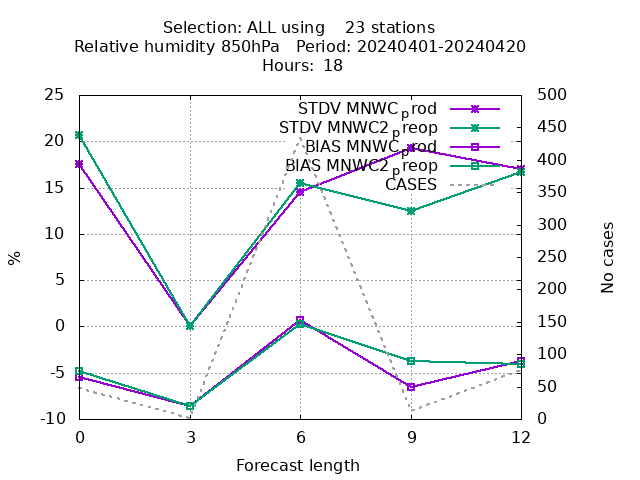 Selection: ALL using    23 stations
Relative humidity 850hPa   Period: 20240401-20240420
Hours: 18
STDV MNWC_prod
STDV MNWC2_preop
BIAS MNWC_prod
BIAS MNWC2_preop
CASES
25
20
15
10
5
0
-5
-10
%
500
450
400
350
300
250
200
150
100
50
0
No cases
0 3 6 9 12
Forecast length